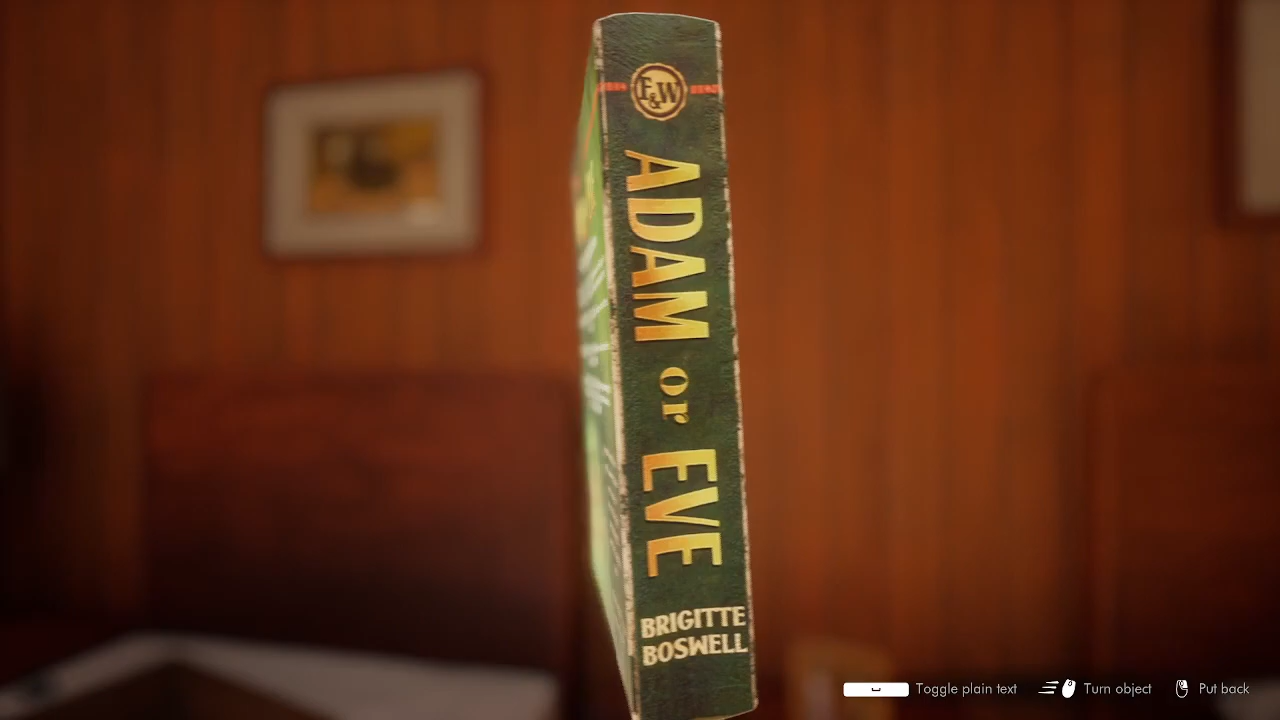 F&W
ADAM or EVE
BRIGITTE
BOSWELL
Toggle plain text
Turn object
Put back